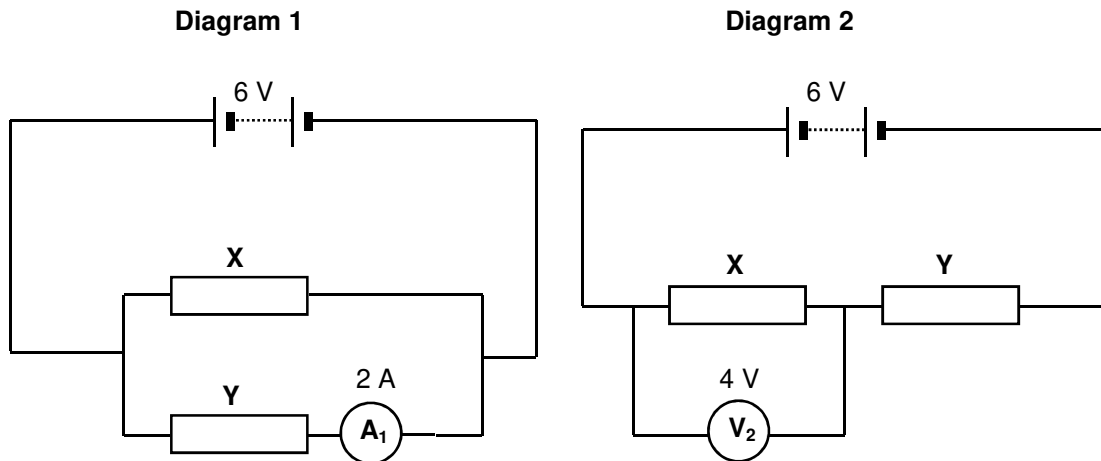 Diagram 1
6 V
X
Y
2 A
A₁
Diagram 2
6 V
X
Y
4 V
V₂